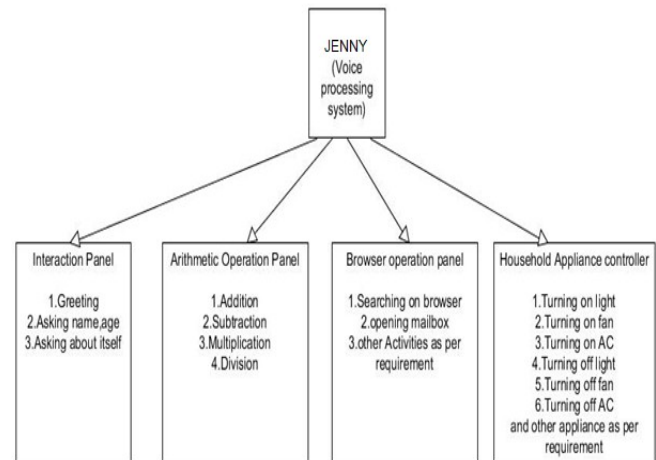 JENNY
(Voice
processing
system)
Interaction Panel
1.Greeting
2.Asking name,age
3.Asking about itself
Arithmetic Operation Panel
1.Addition
2.Subtraction
3.Multiplication
4.Division
Browser operation panel
1.Searching on browser
2.opening mailbox
3.other Activities as per
requirement
Household Appliance controller
1.Turning on light
2.Turning on fan
3.Turning on AC
4.Turning off light
5.Turning off fan
6.Turning off AC
and other appliance as per
requirement